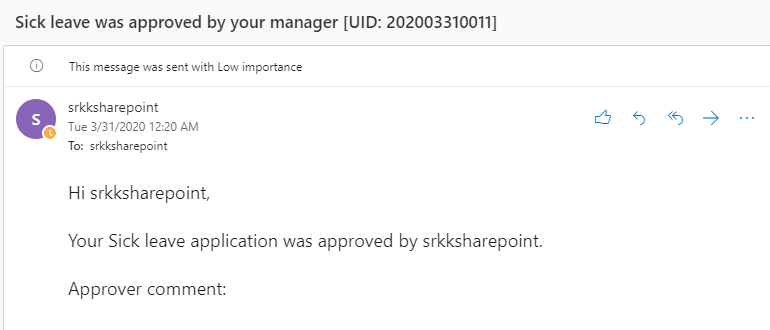 Sick leave was approved by your manager [UID: 202003310011]
This message was sent with Low importance
S
srkksharepoint
Tue 3/31/2020 12:20 AM
To: srkksharepoint
Hi srkksharepoint,
Your Sick leave application was approved by srkksharepoint.
Approver comment: